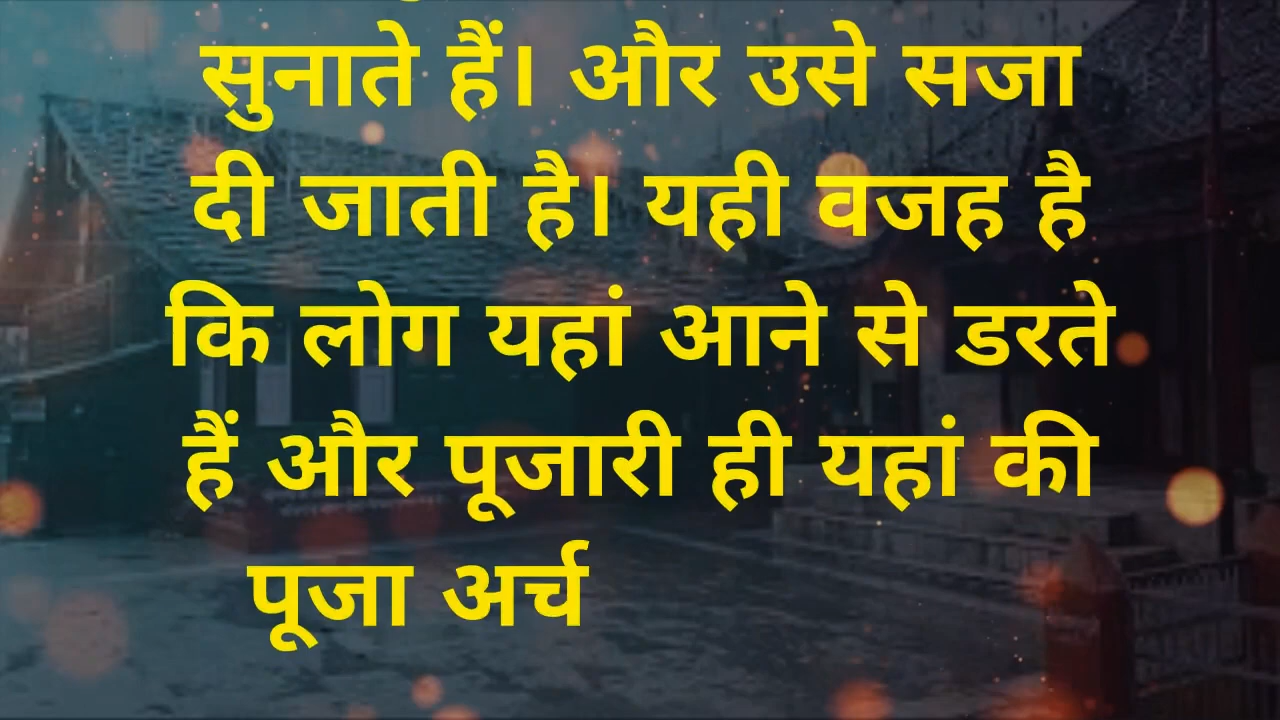 सुनाते हैं। और उसे सजा
दी जाती है। यही वजह है
कि लोग यहां आने से डरते
हैं और पूजारी ही यहां की
पूजा अर्च